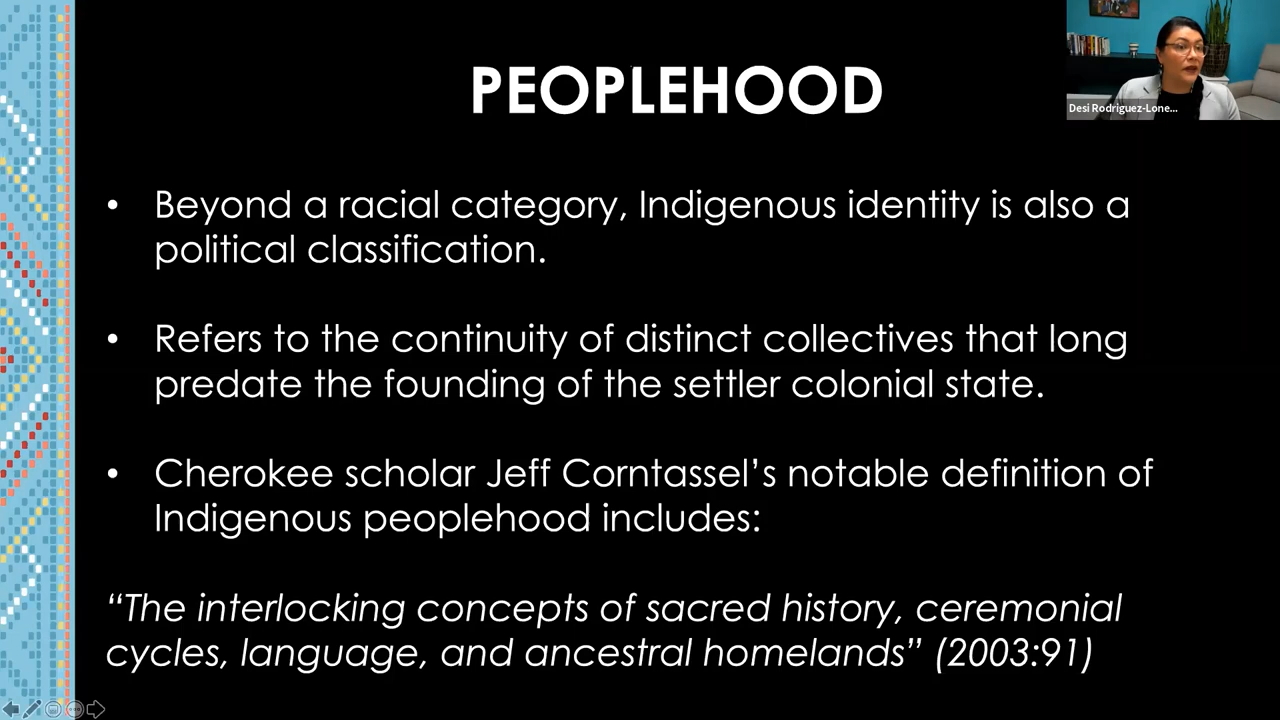 PEOPLEHOOD
Desi Rodriguez-Lone...
• Beyond a racial category, Indigenous identity is also a
political classification.
• Refers to the continuity of distinct collectives that long
predate the founding of the settler colonial state.
• Cherokee scholar Jeff Corntassel’s notable definition of
Indigenous peoplehood includes:
“The interlocking concepts of sacred history, ceremonial
cycles, language, and ancestral homelands” (2003:91)